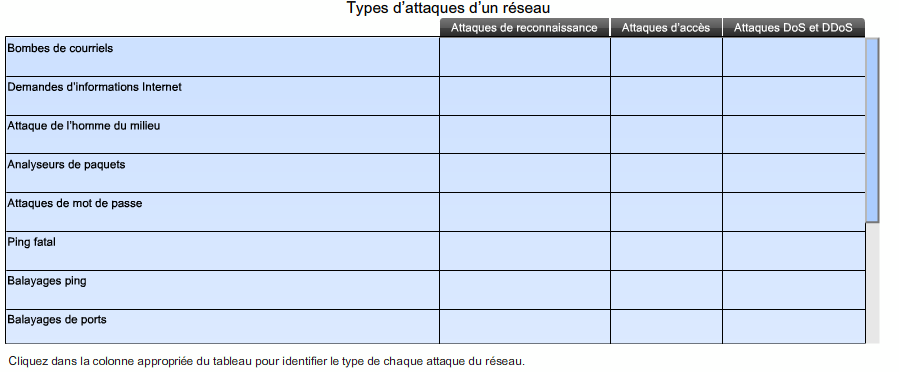 Types d’attaques d’un réseau
Attaques de reconnaissance Attaques d’accès Attaques DoS et DDoS
Bombes de courriels
Demandes d’informations Internet
Attaque de l’homme du milieu
Analyseurs de paquets
Attaques de mot de passe
Ping fatal
Balayages ping
Balayages de ports
Cliquez dans la colonne appropriée du tableau pour identifier le type de chaque attaque du réseau.